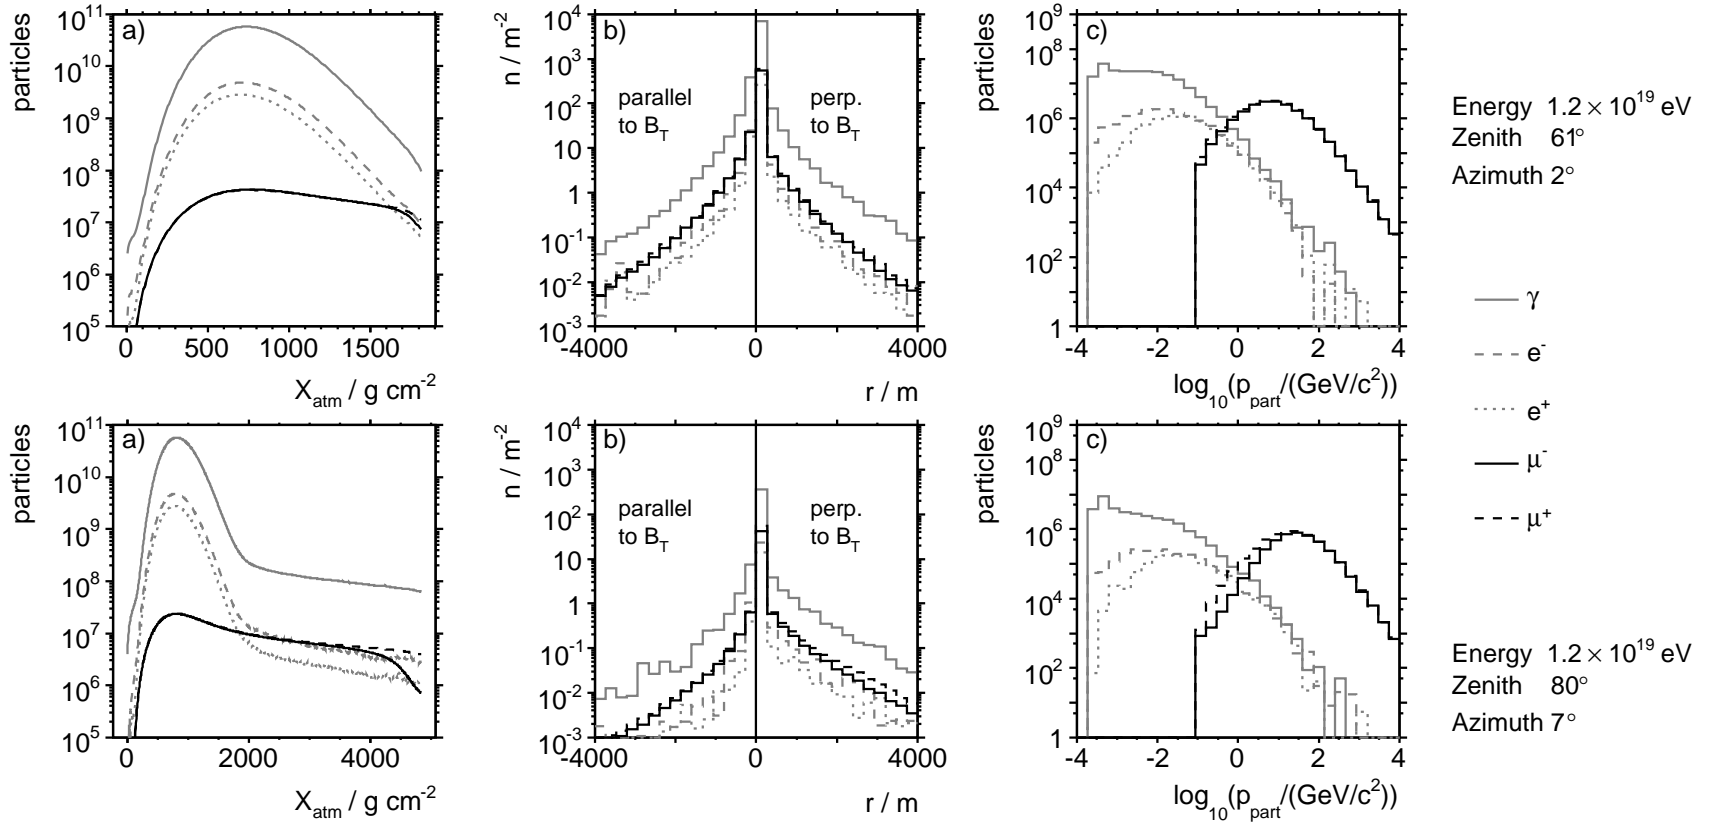 a)
particles
10^11
10^10
10^9
10^8
10^7
10^6
10^5
0 500 1000 1500
X_atm / g cm^-2
b)
n / m^-2
10^4
10^3
10^2
10
1
10^-1
10^-2
10^-3
parallel to B_T
perp. to B_T
-4000 0 4000
r / m
c)
particles
10^9
10^8
10^6
10^4
10^2
1
-4 -2 0 2 4
log_10(p_part/(GeV/c^2))
Energy 1.2 × 10^19 eV
Zenith 61°
Azimuth 2°
γ
e^-
e^+
μ^-
μ^+
a)
particles
10^11
10^10
10^9
10^8
10^7
10^6
10^5
0 2000 4000
X_atm / g cm^-2
b)
n / m^-2
10^4
10^3
10^2
10
1
10^-1
10^-2
10^-3
parallel to B_T
perp. to B_T
-4000 0 4000
r / m
c)
particles
10^9
10^8
10^6
10^4
10^2
1
-4 -2 0 2 4
log_10(p_part/(GeV/c^2))
Energy 1.2 × 10^19 eV
Zenith 80°
Azimuth 7°